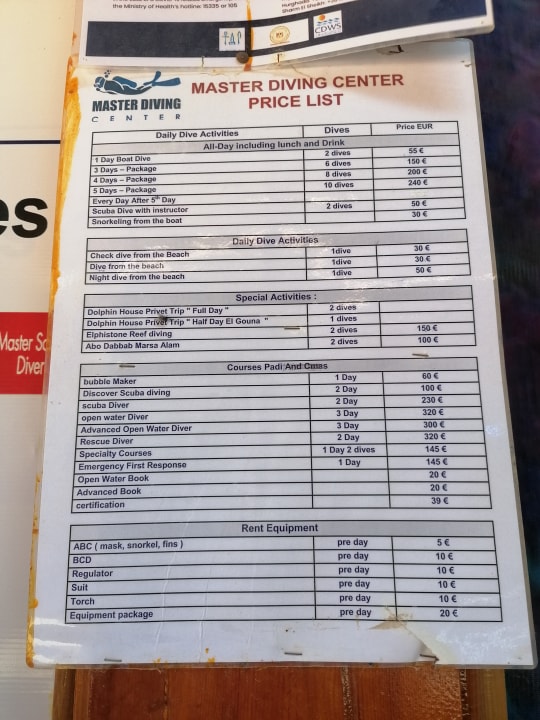 the Ministry of Health's hotline: 15335 or 105
Sharm El Sheikh
CDWS
MASTER DIVING
CENTER
MASTER DIVING CENTER
PRICE LIST
Daily Dive Activities Dives Price EUR
All-Day including lunch and Drink
1 Day Boat Dive 2 dives 55 €
3 Days – Package 6 dives 150 €
4 Days – Package 8 dives 200 €
5 Days – Package 10 dives 240 €
Every Day After 5th Day
Scuba Dive with instructor 2 dives 50 €
Snorkeling from the boat 30 €
Daily Dive Activities
Check dive from the Beach 1dive 30 €
Dive from the beach 1dive 30 €
Night dive from the beach 1dive 50 €
Special Activities :
Dolphin House Privet Trip " Full Day " 2 dives
Dolphin House Privet Trip " Half Day El Gouna " 1 dives
Elphistone Reef diving 2 dives 150 €
Abo Dabbab Marsa Alam 2 dives 100 €
Courses Padi And Cmas
bubble Maker 1 Day 60 €
Discover Scuba diving 2 Day 100 €
scuba Diver 2 Day 230 €
open water Diver 3 Day 320 €
Advanced Open Water Diver 3 Day 300 €
Rescue Diver 2 Day 320 €
Specialty Courses 1 Day 2 dives 145 €
Emergency First Response 1 Day 145 €
Open Water Book 20 €
Advanced Book 20 €
certification 39 €
Rent Equipment
ABC ( mask, snorkel, fins ) pre day 5 €
BCD pre day 10 €
Regulator pre day 10 €
Suit pre day 10 €
Torch pre day 10 €
Equipment package pre day 20 €
es
Master Sc
Diver